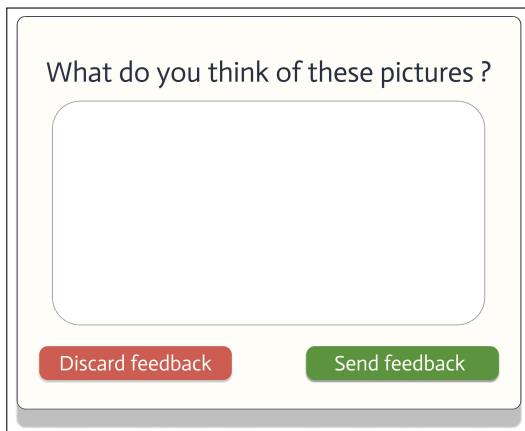 What do you think of these pictures ?
Discard feedback
Send feedback